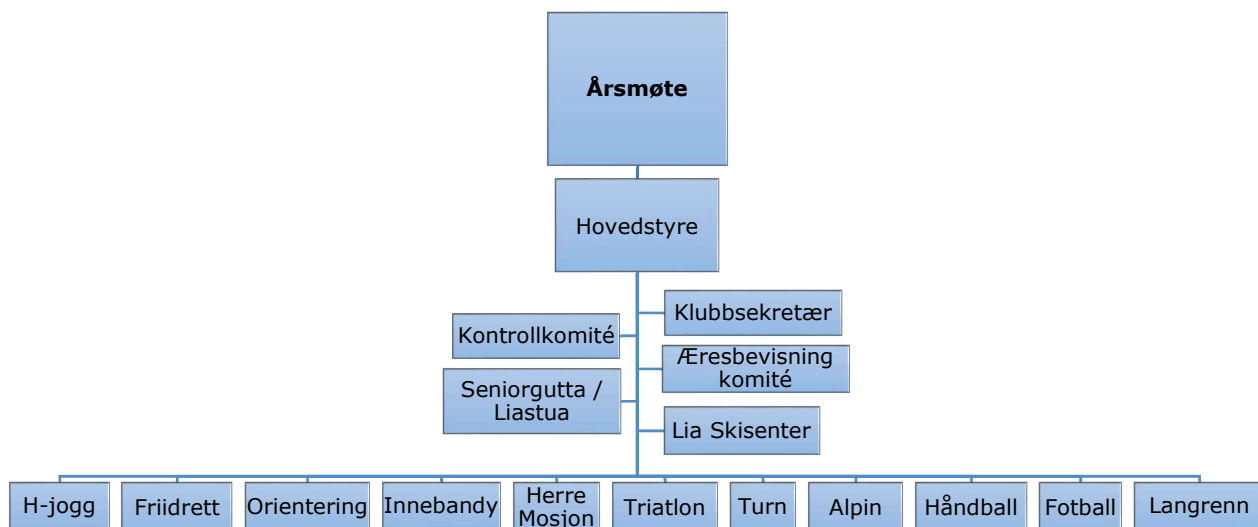 Årsmøte
Hovedstyre
Klubbsekretær
Kontrollkomité
Æresbevisning
komité
Seniorgutta /
Liastua
Lia Skisenter
H-jogg
Friidrett
Orientering
Innebandy
Herre
Mosjon
Triatlon
Turn
Alpin
Håndball
Fotball
Langrenn